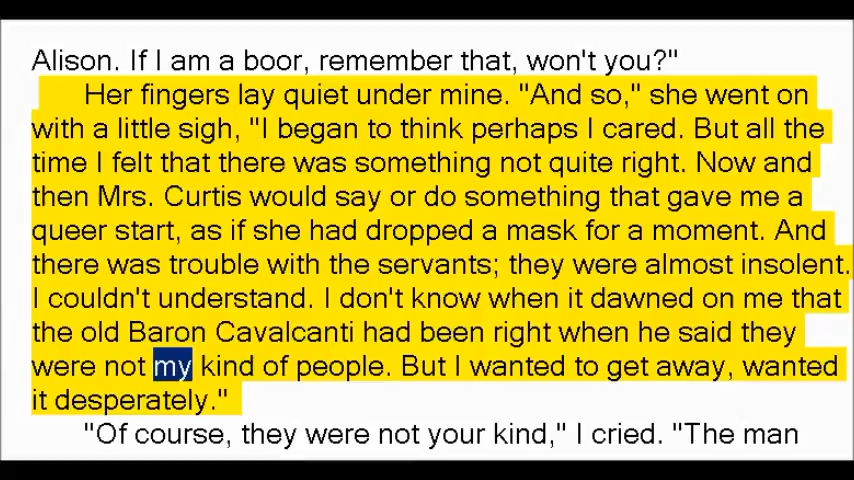 Alison. If I am a boor, remember that, won't you?"
Her fingers lay quiet under mine. "And so," she went on
with a little sigh, "I began to think perhaps I cared. But all the
time I felt that there was something not quite right. Now and
then Mrs. Curtis would say or do something that gave me a
queer start, as if she had dropped a mask for a moment. And
there was trouble with the servants; they were almost insolent.
I couldn't understand. I don't know when it dawned on me that
the old Baron Cavalcanti had been right when he said they
were not my kind of people. But I wanted to get away, wanted
it desperately."
"Of course, they were not your kind," I cried. "The man